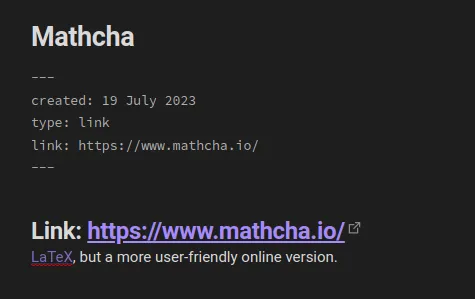 Mathcha
---
created: 19 July 2023
type: link
link: https://www.mathcha.io/
---
Link: https://www.mathcha.io/
LaTeX, but a more user-friendly online version.